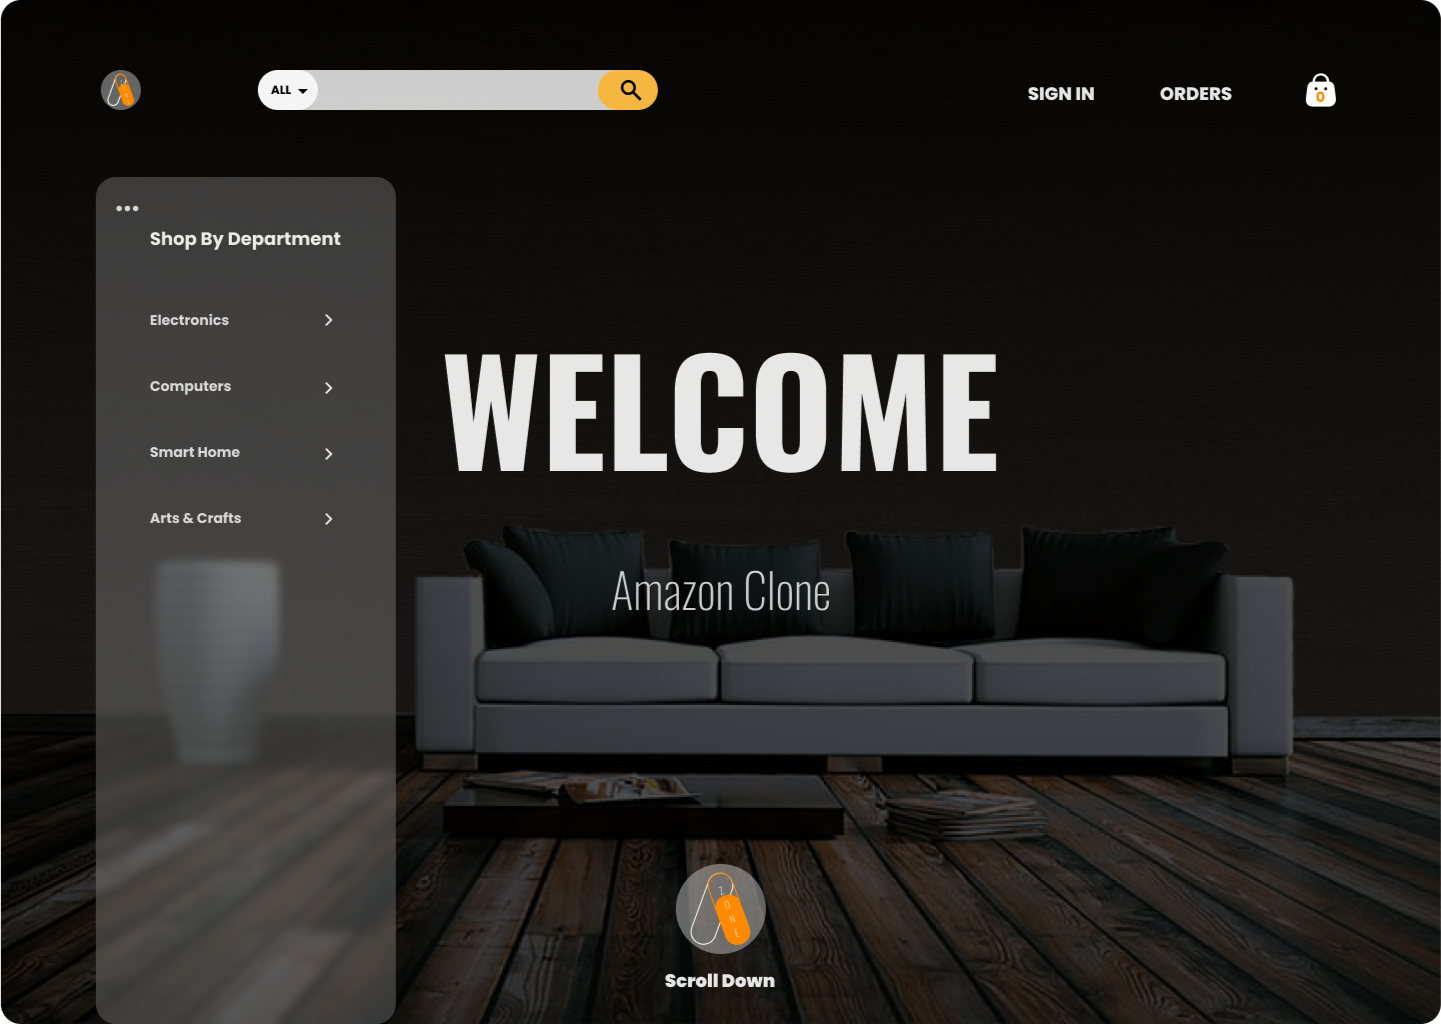 ALL
SIGN IN
ORDERS
0
Shop By Department
Electronics
Computers
Smart Home
Arts & Crafts
WELCOME
Amazon Clone
Z
O
N
E
Scroll Down